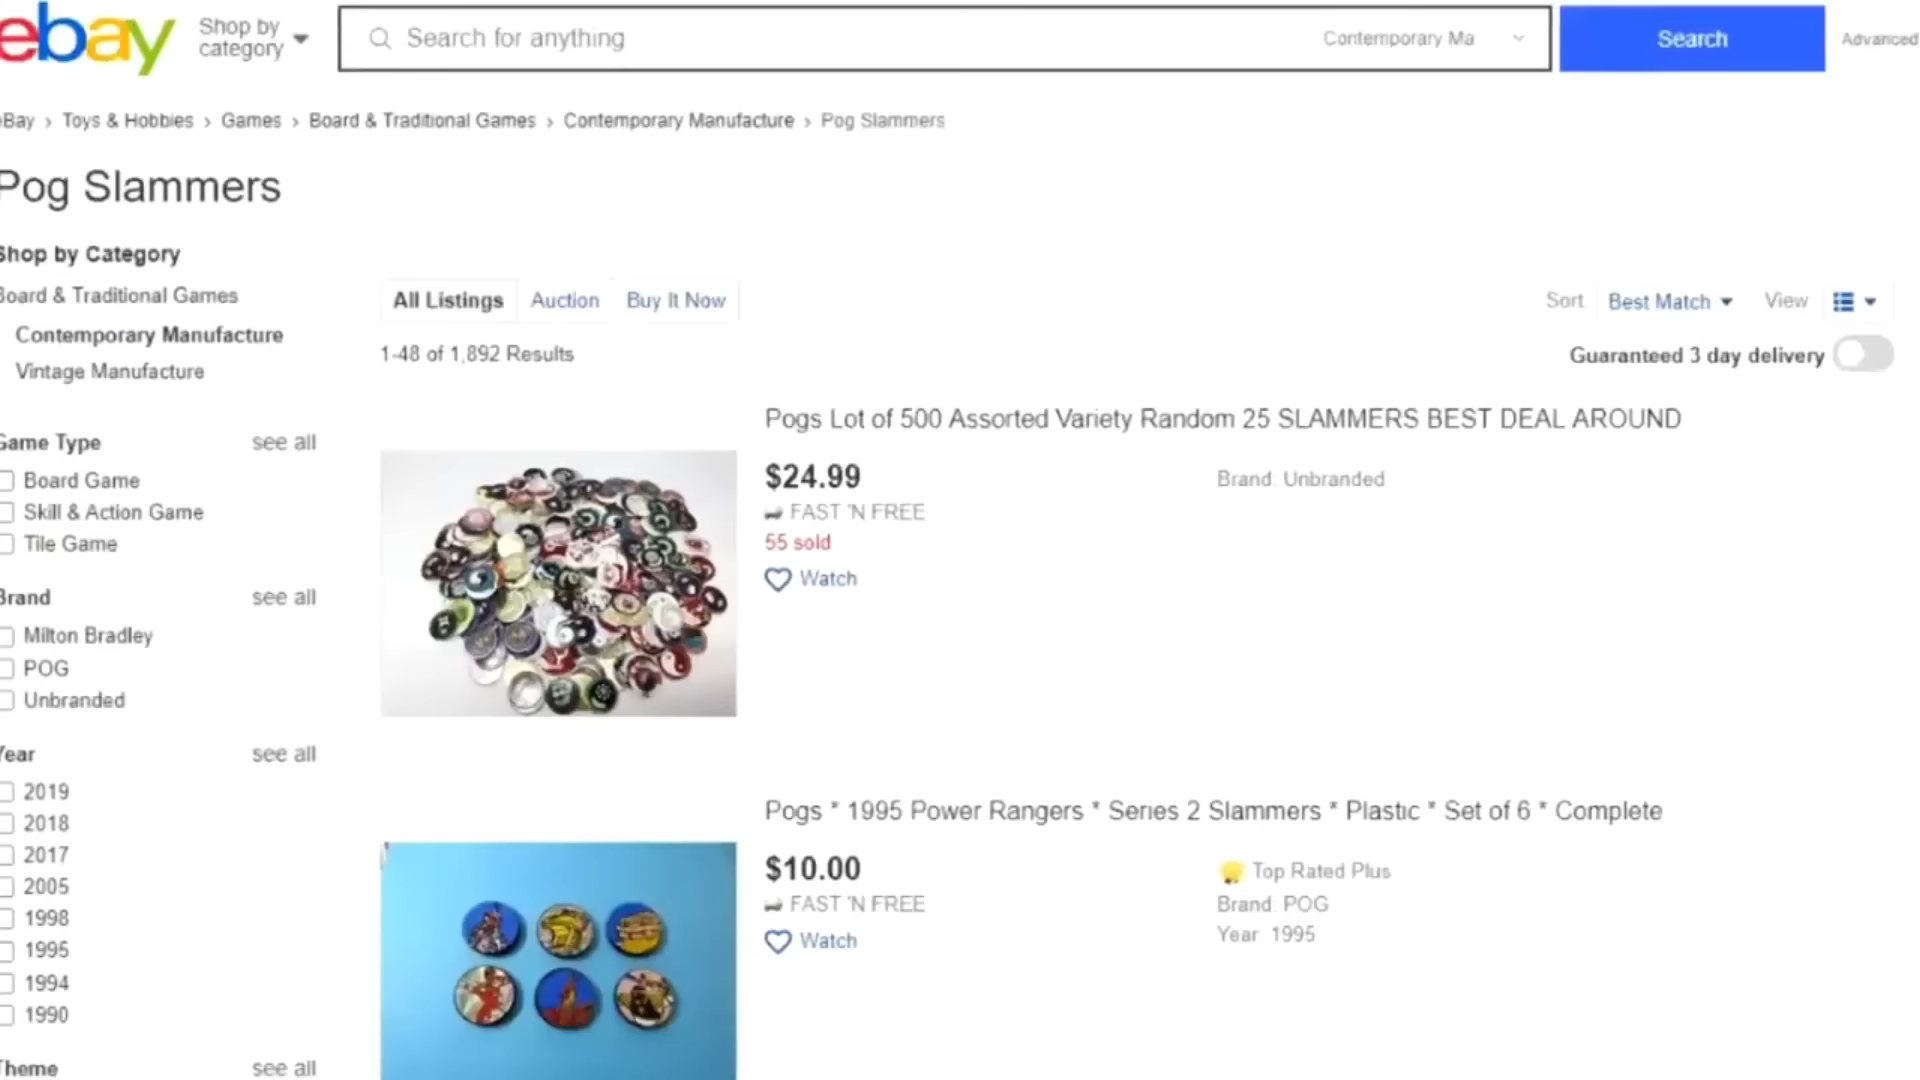 ebay
Shop by
category
Search for anything
Contemporary Ma
Search
Advanced
eBay › Toys & Hobbies › Games › Board & Traditional Games › Contemporary Manufacture › Pog Slammers
Pog Slammers
Shop by Category
Board & Traditional Games
Contemporary Manufacture
Vintage Manufacture
All Listings
Auction
Buy It Now
Sort
Best Match
View
1-48 of 1,892 Results
Guaranteed 3 day delivery
Game Type
see all
Board Game
Skill & Action Game
Tile Game
Brand
see all
Milton Bradley
POG
Unbranded
Year
see all
2019
2018
2017
2005
1998
1995
1994
1990
Theme
see all
Pogs Lot of 500 Assorted Variety Random 25 SLAMMERS BEST DEAL AROUND
$24.99
FAST 'N FREE
55 sold
Watch
Brand: Unbranded
Pogs * 1995 Power Rangers * Series 2 Slammers * Plastic * Set of 6 * Complete
$10.00
FAST 'N FREE
Watch
Top Rated Plus
Brand: POG
Year: 1995